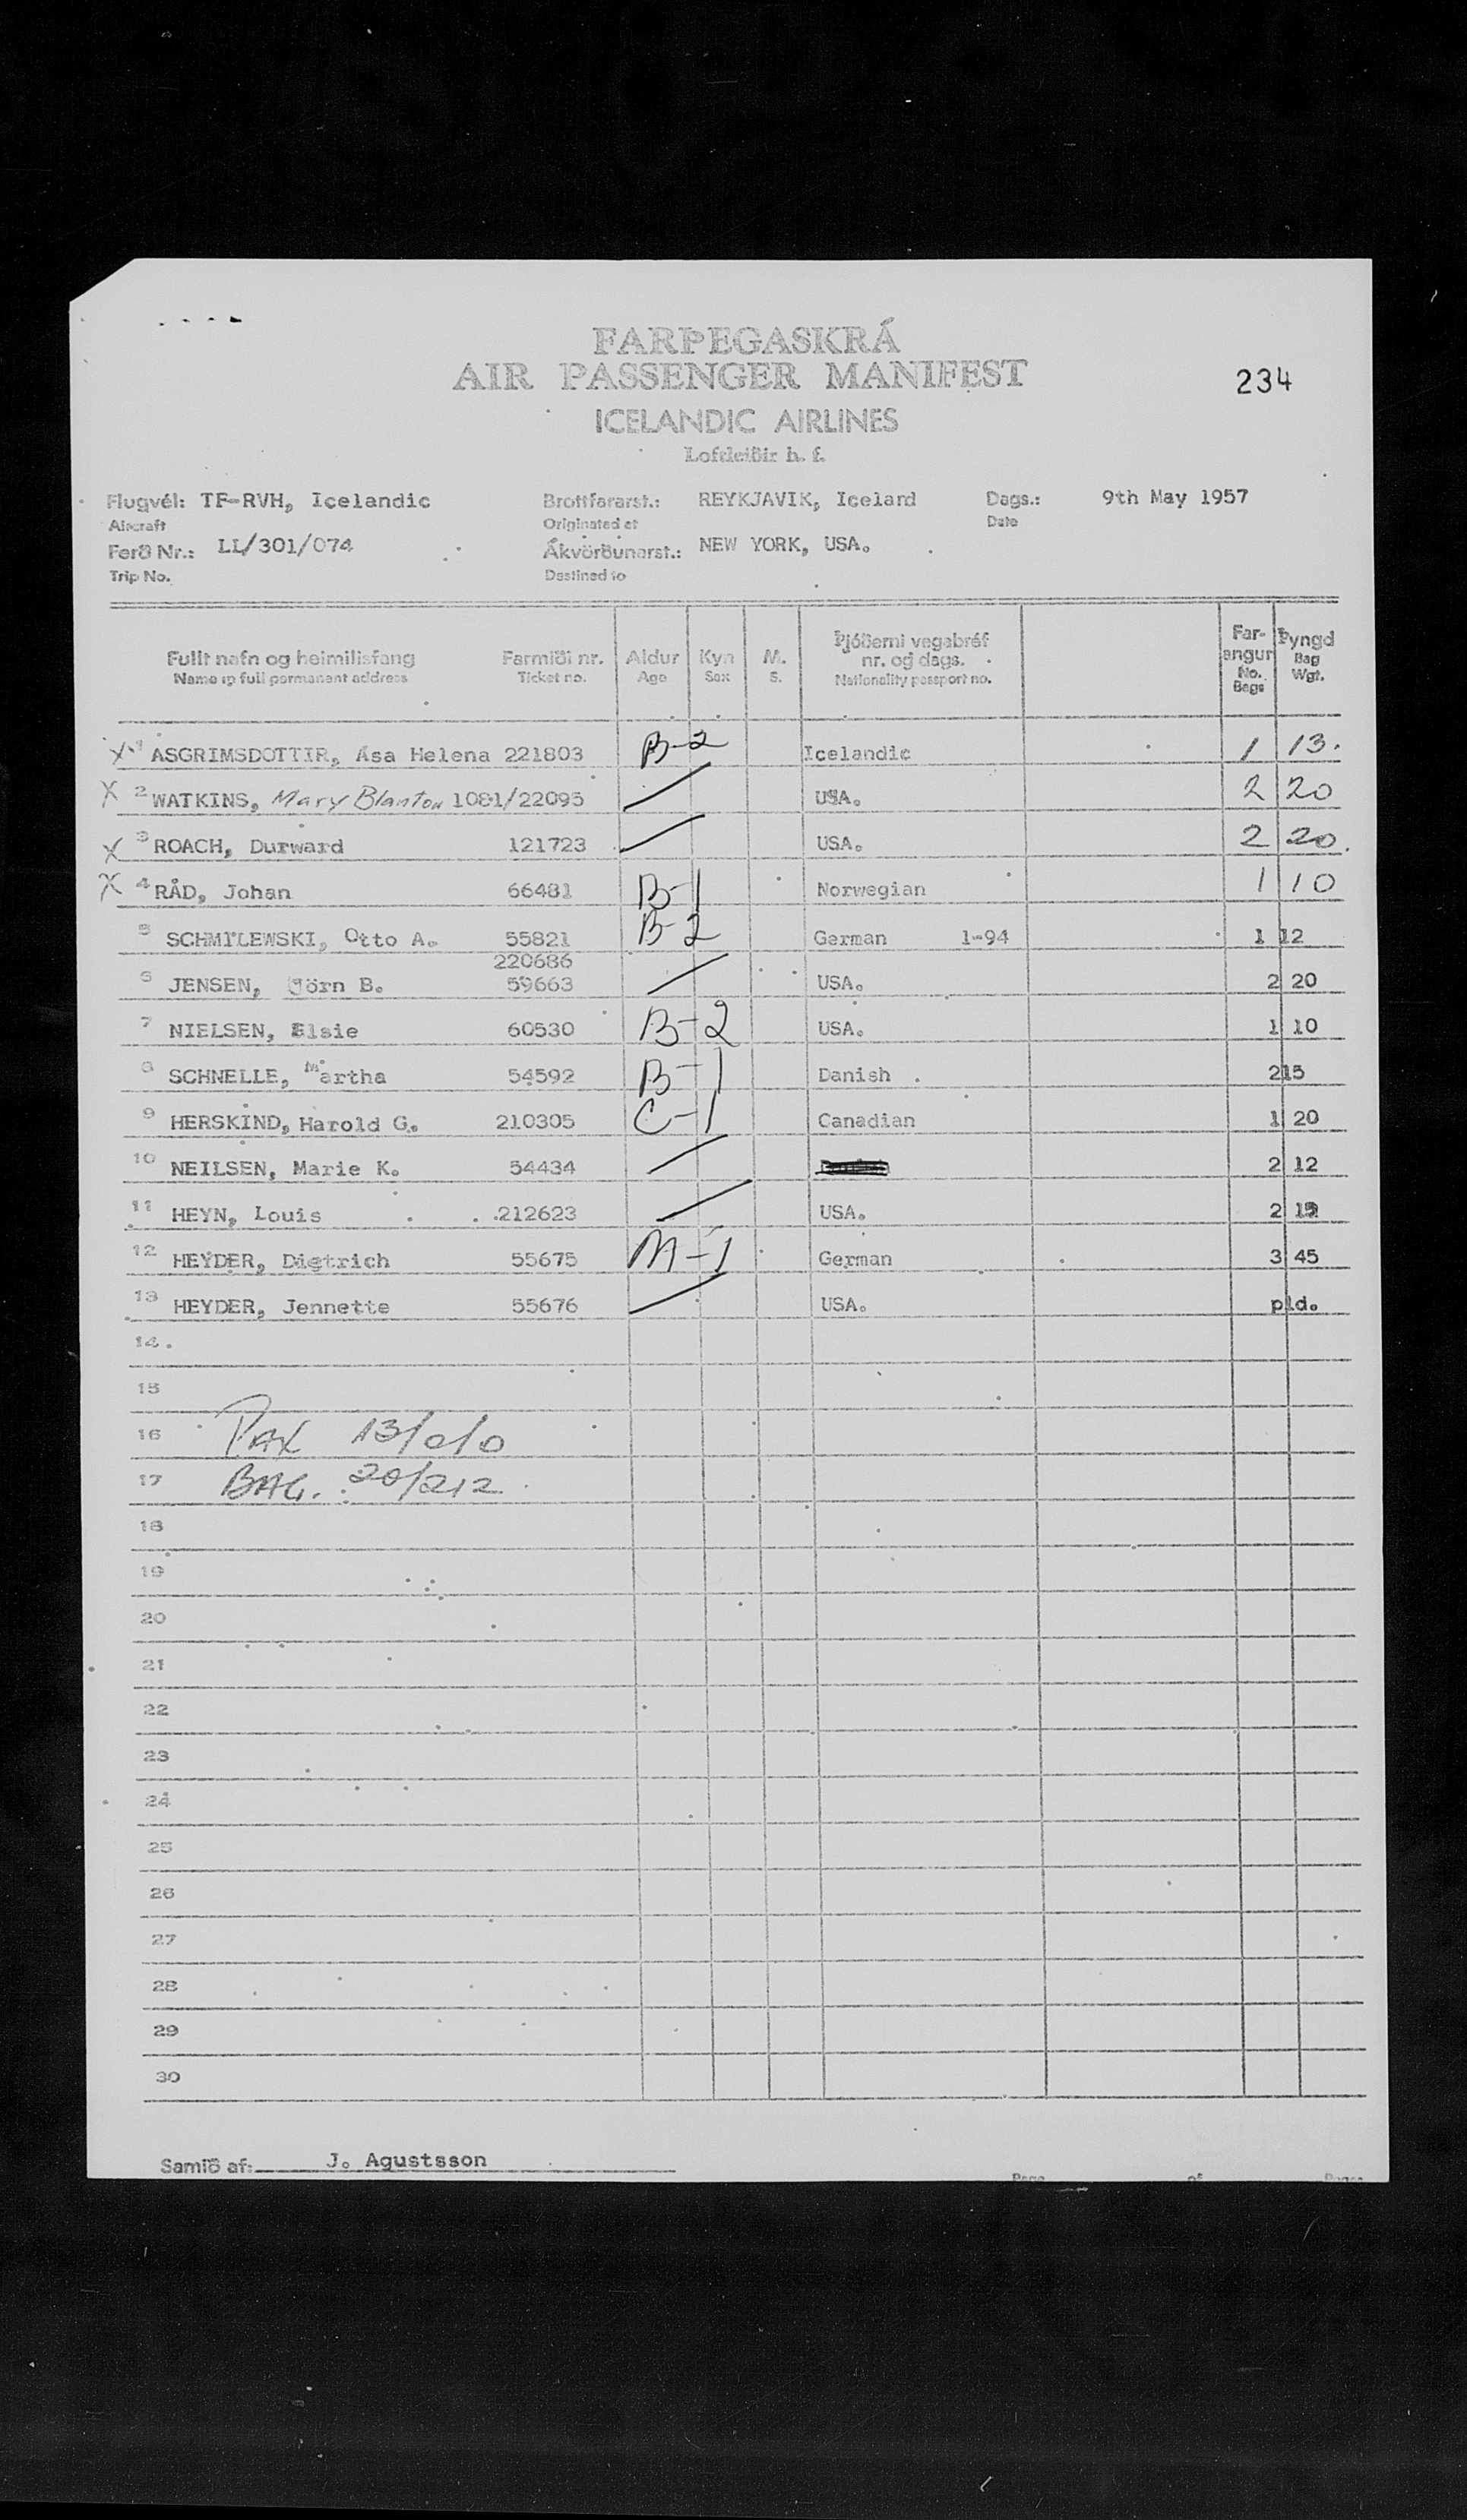 FARÞEGASKRÁ
AIR PASSENGER MANIFEST
234
ICELANDIC AIRLINES
Loftleiðir h. f.
Flugvél: TF-RVH, Icelandic Brottfararst.: REYKJAVIK, Iceland Dags.: 9th May 1957
Aircraft Originated at Date
Ferð Nr.: LL/301/074 Ákvörðunarst.: NEW YORK, USA.
Trip No. Destined to
Fullt nafn og heimilisfang Farmiði nr. Aldur Kyn M. Þjóðerni vegabréf nr. og dags. Far-angur Þyngd
Name in full permanent address Ticket no. Age Sex S. Nationality passport no. No. Bags Bag Wgt.
X 1 ASGRIMSDOTTIR, Asa Helena 221803 B-2 Icelandic 1 13.
X 2 WATKINS, Mary Blanton 1081/22095 / USA. 2 20
X 3 ROACH, Durward 121723 / USA. 2 20.
X 4 RÅD, Johan 66481 B-1 Norwegian 1 10
5 SCHMILEWSKI, Otto A. 55821 B-2 German 1-94 1 12
220686
6 JENSEN, Jörn B. 59663 / USA. 2 20
7 NIELSEN, Elsie 60530 B-2 USA. 1 10
8 SCHNELLE, Martha 54592 B-1 Danish 2 15
9 HERSKIND, Harold G. 210305 C-1 Canadian 1 20
10 NEILSEN, Marie K. 54434 / 2 12
11 HEYN, Louis 212623 / USA. 2
12 HEYDER, Dietrich 55675 M-1 German 3 45
13 HEYDER, Jennette 55676 / USA. pld.
14
15
16 PAX 13/0/0
17 BAG. 20/212
18
19
20
21
22
23
24
25
26
27
28
29
30
Samið af: J. Agustsson
Page of Pages